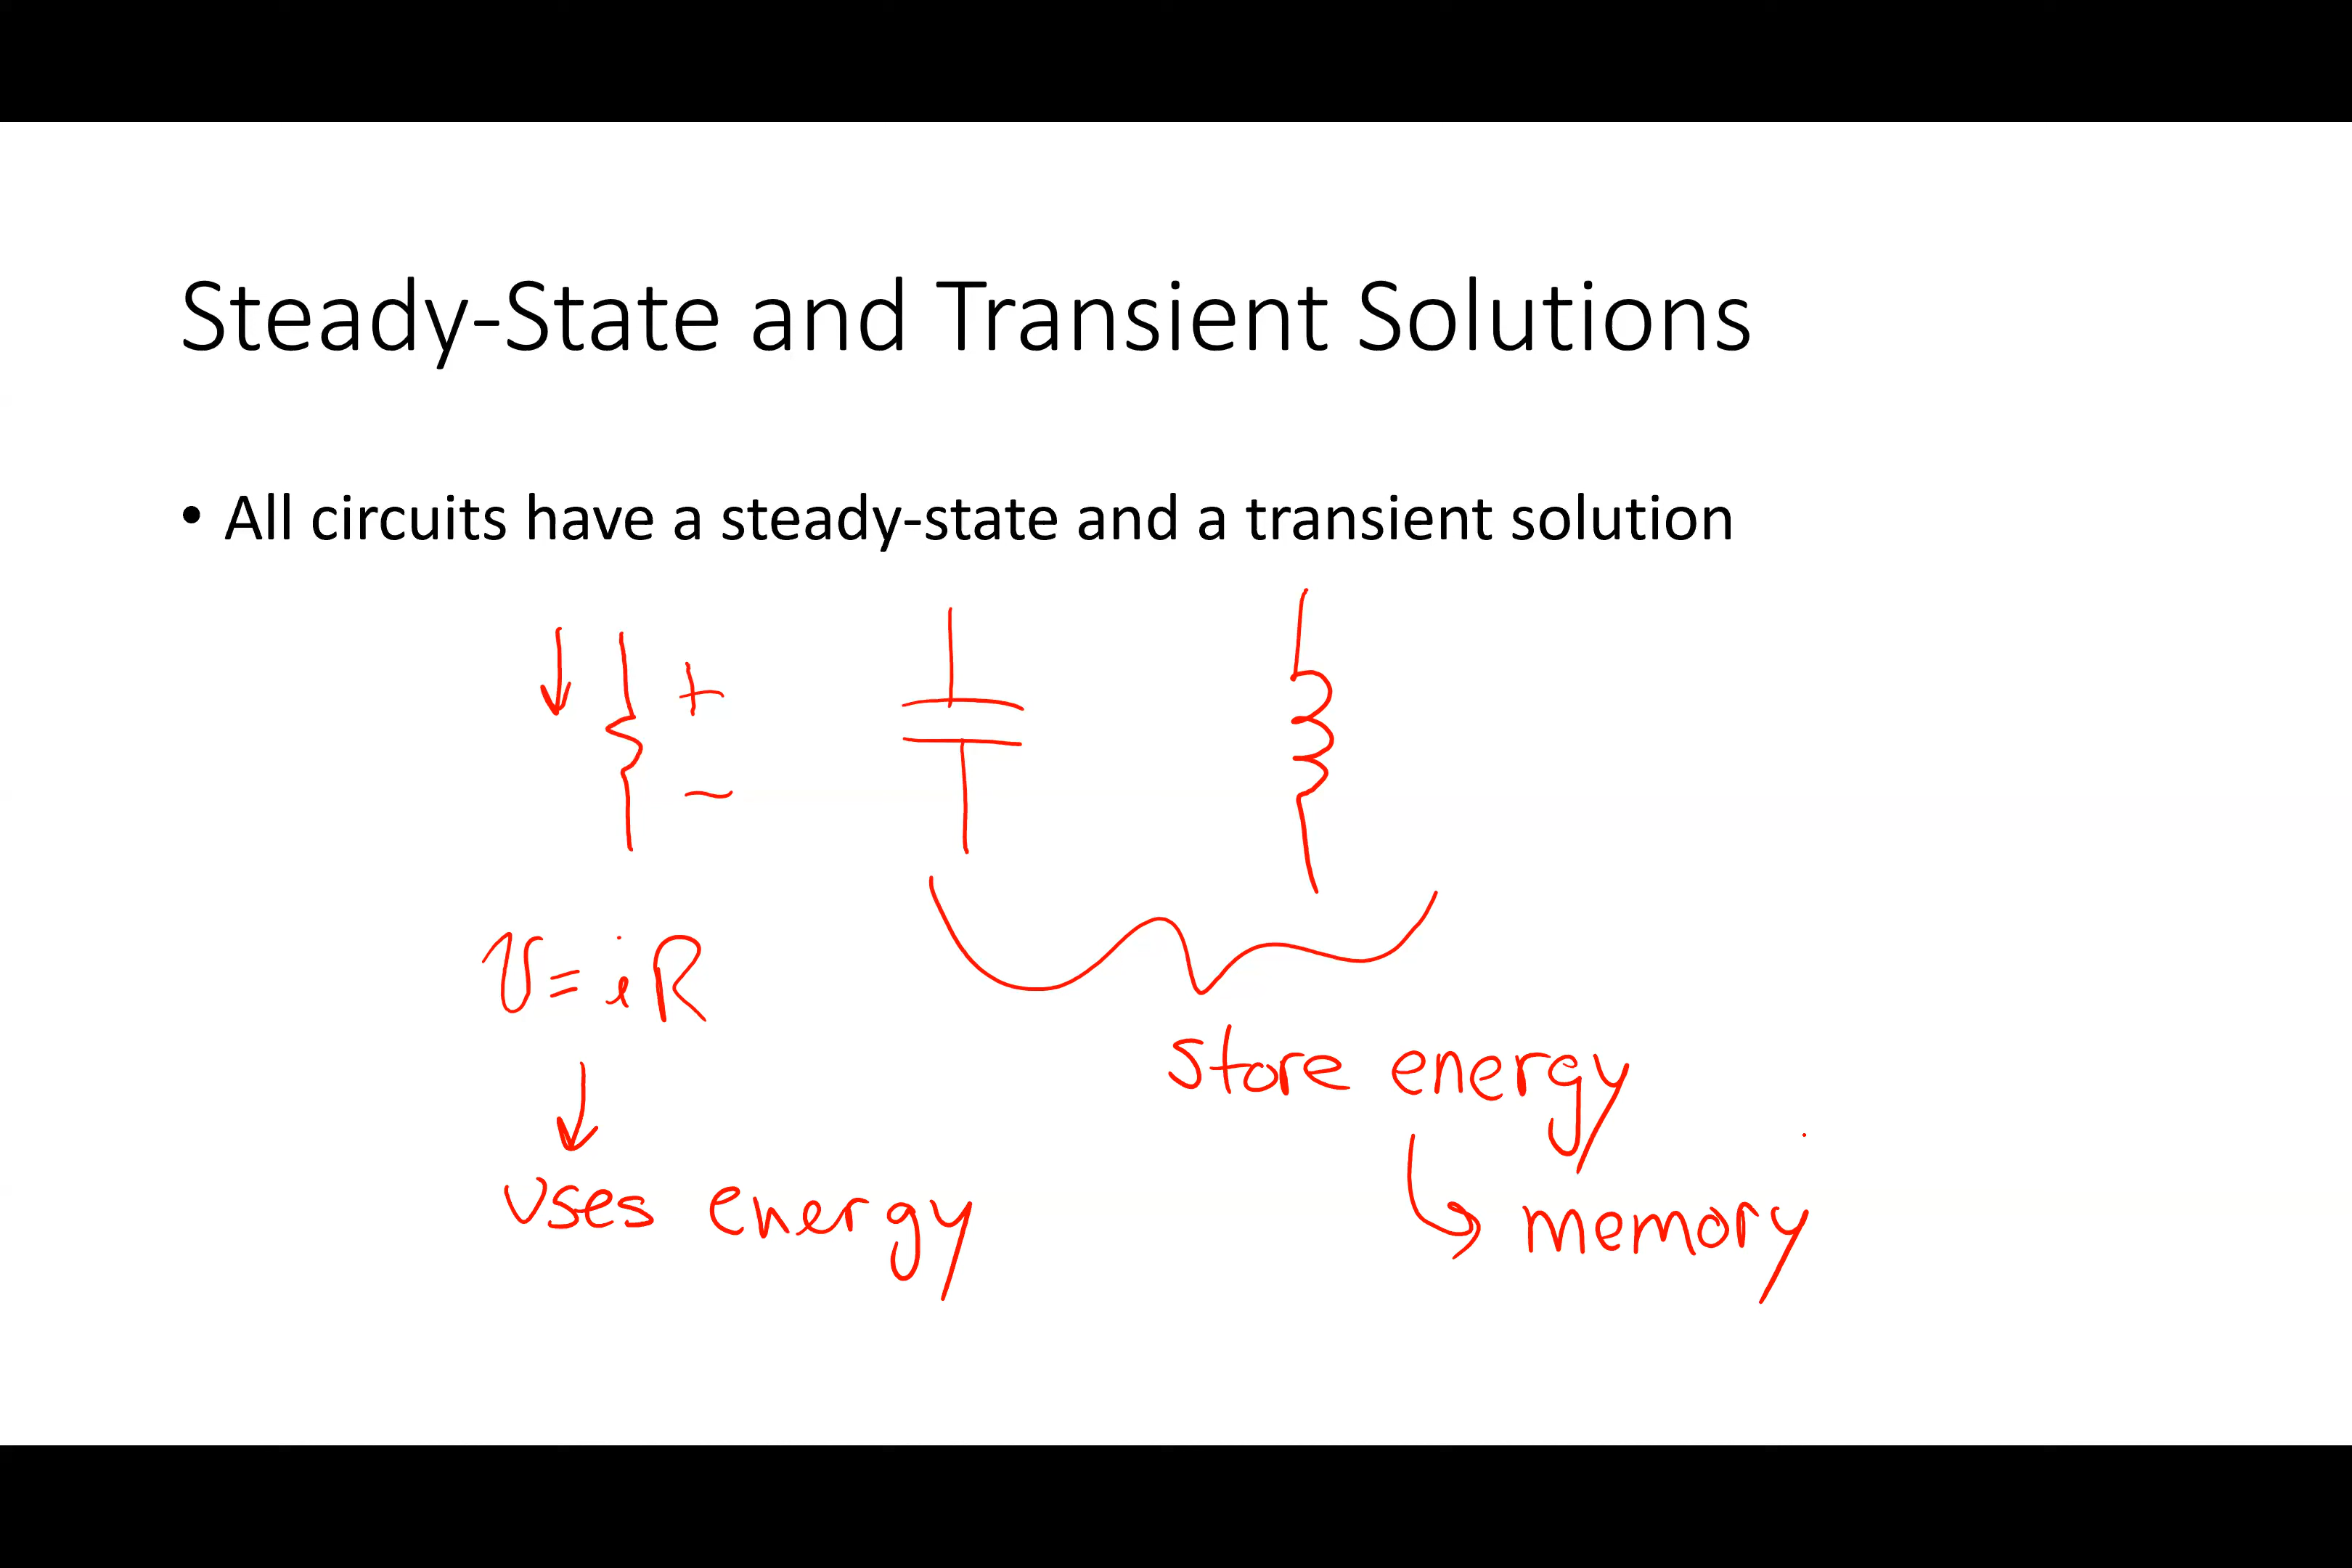 Steady-State and Transient Solutions
• All circuits have a steady-state and a transient solution
+
−
v = iR
store energy
uses energy
memory